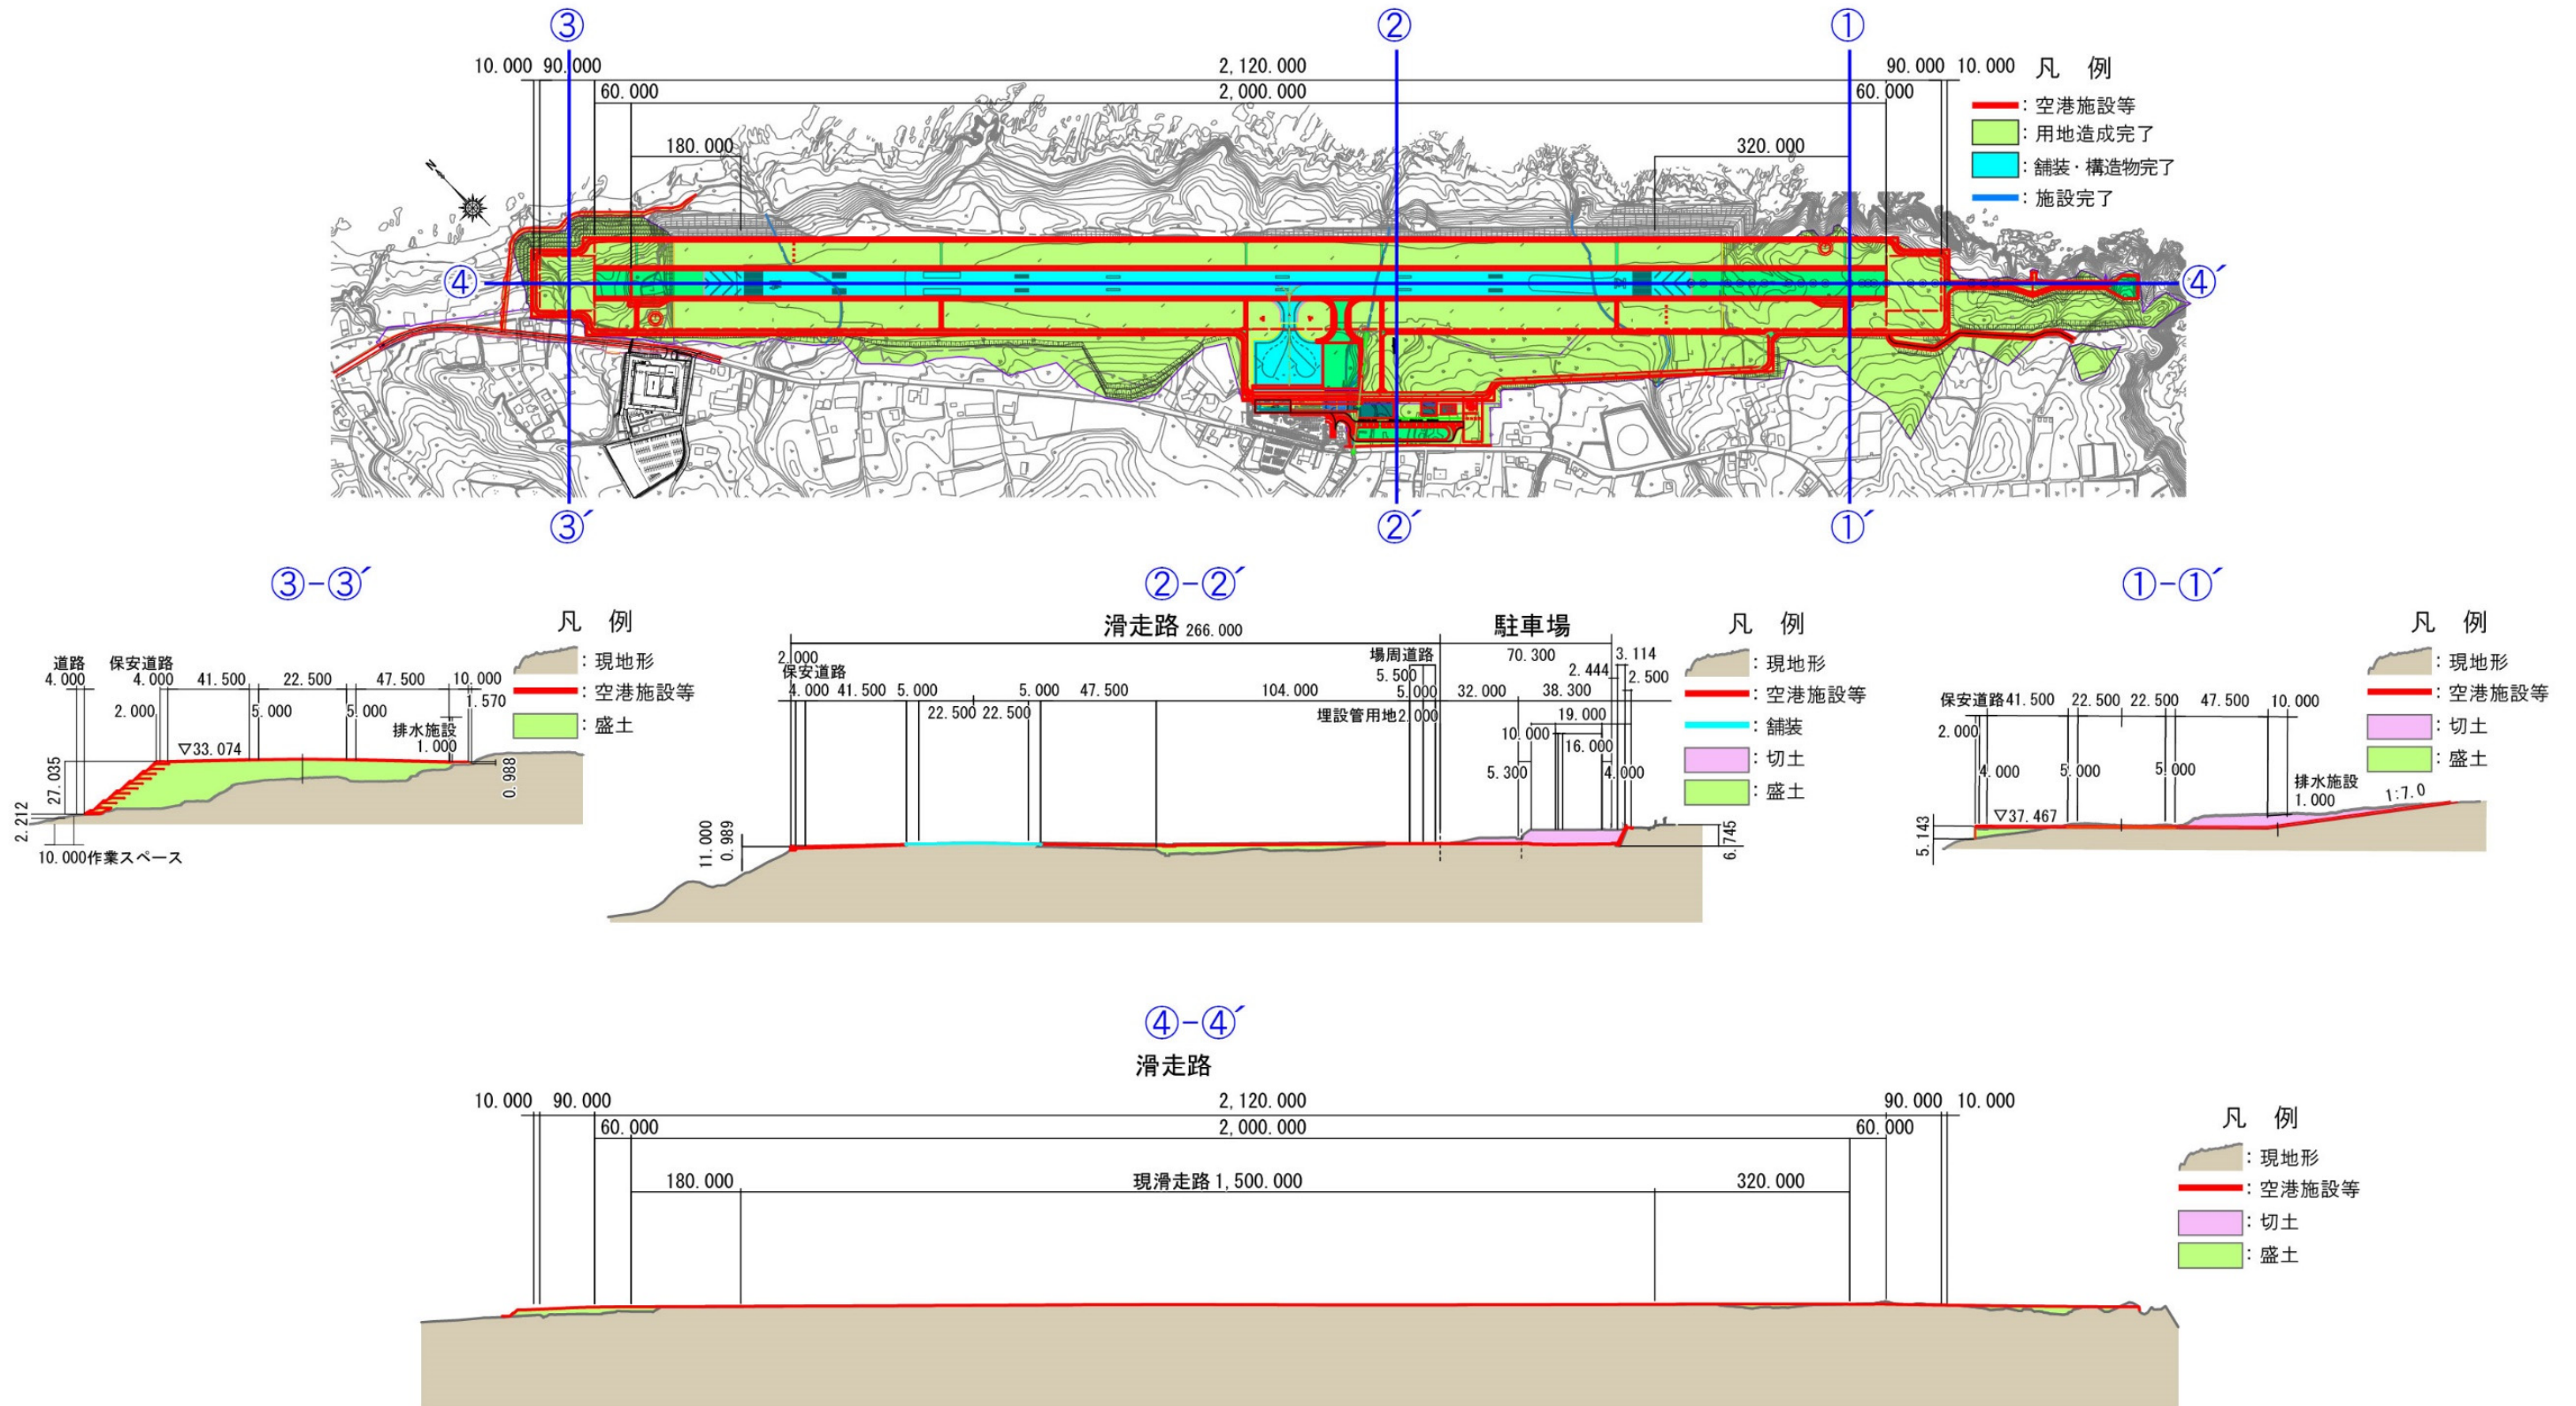 ③ ② ①
10.000 90.000 2,120.000 90.000 10.000
60.000 2,000.000 60.000
180.000 320.000
凡 例
: 空港施設等
: 用地造成完了
: 舗装・構造物完了
: 施設完了
N
④ ④´
③´ ②´ ①´
③-③´
凡 例
: 現地形
: 空港施設等
: 盛土
道路 保安道路
4.000 4.000 41.500 22.500 47.500 10.000
2.000 5.000 5.000 1.570
排水施設
1.000
▽33.074
27.035
2.212
0.988
10.000作業スペース
②-②´
滑走路 266.000 駐車場
2.000
保安道路
4.000 41.500 5.000 5.000 47.500 104.000
22.500 22.500
場周道路
5.500
5.000
埋設管用地2.000
70.300 3.114
2.444 2.500
32.000 38.300
19.000
10.000
16.000
5.300 4.000
11.000
0.989
6.745
凡 例
: 現地形
: 空港施設等
: 舗装
: 切土
: 盛土
①-①´
凡 例
: 現地形
: 空港施設等
: 切土
: 盛土
保安道路 41.500 22.500 22.500 47.500 10.000
2.000
4.000 5.000 5.000
排水施設
1.000
1:7.0
▽37.467
5.143
④-④´
滑走路
10.000 90.000 2,120.000 90.000 10.000
60.000 2,000.000 60.000
180.000 現滑走路 1,500.000 320.000
凡 例
: 現地形
: 空港施設等
: 切土
: 盛土